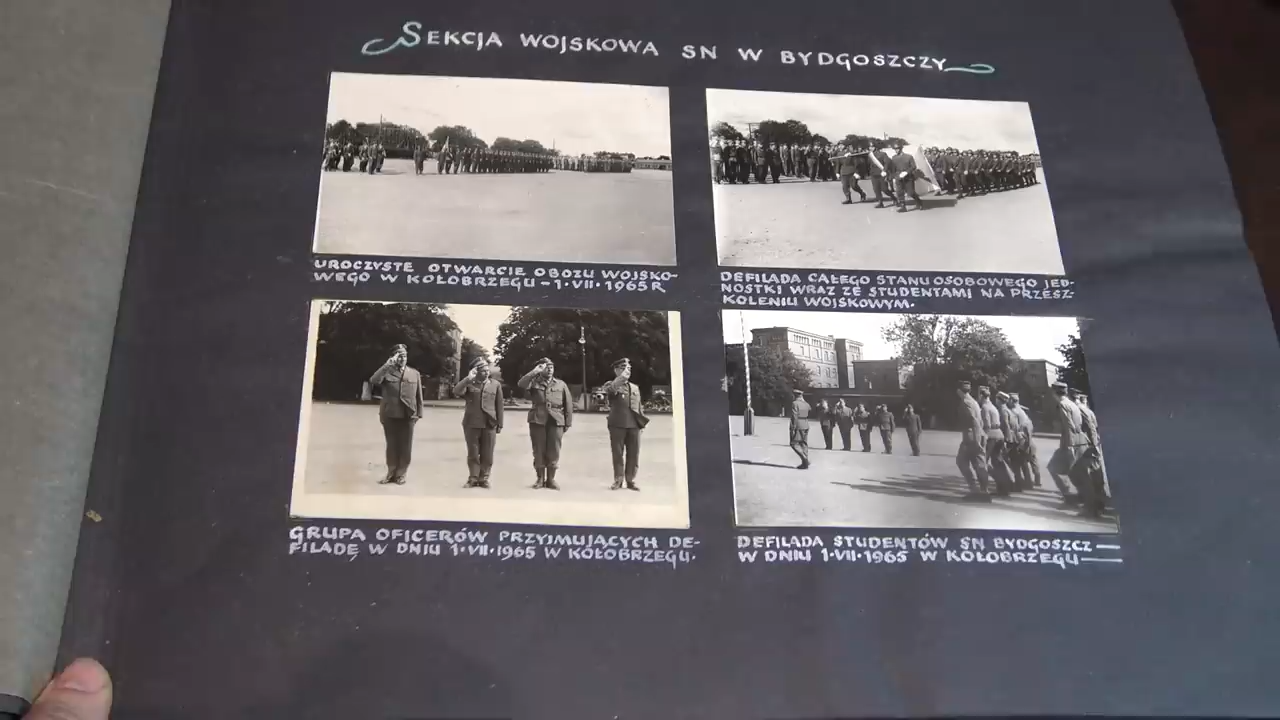 SEKCJA WOJSKOWA SN W BYDGOSZCZY
UROCZYSTE OTWARCIE OBOZU WOJSKO-
WEGO W KOŁOBRZEGU – 1·VII·1965 R
DEFILADA CAŁEGO STANU OSOBOWEGO JED-
NOSTKI WRAZ ZE STUDENTAMI NA PRZESZ-
KOLENIU WOJSKOWYM.
GRUPA OFICERÓW PRZYJMUJĄCYCH DE-
FILADĘ W DNIU 1·VII·1965 W KOŁOBRZEGU.
DEFILADA STUDENTÓW SN BYDGOSZCZ —
W DNIU 1·VII·1965 W KOŁOBRZEGU —